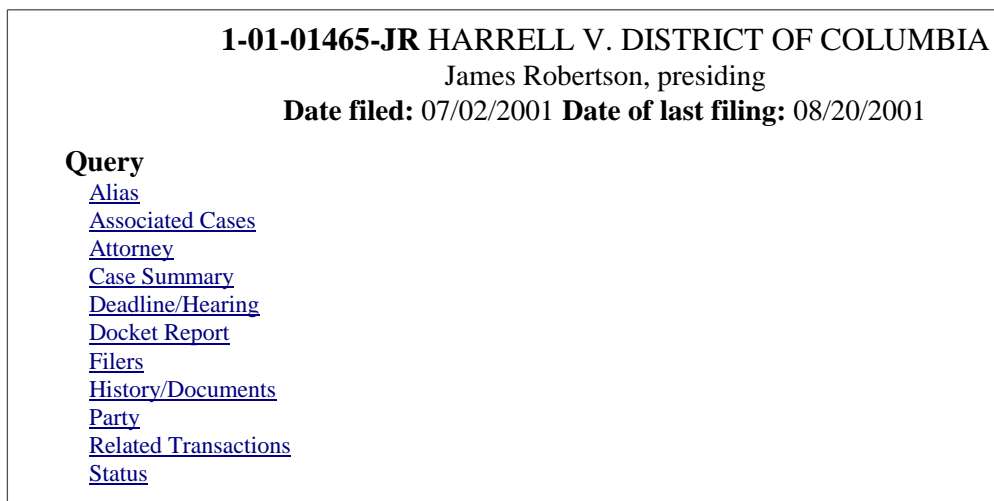 1-01-01465-JR HARRELL V. DISTRICT OF COLUMBIA
James Robertson, presiding
Date filed: 07/02/2001 Date of last filing: 08/20/2001
Query
Alias
Associated Cases
Attorney
Case Summary
Deadline/Hearing
Docket Report
Filers
History/Documents
Party
Related Transactions
Status